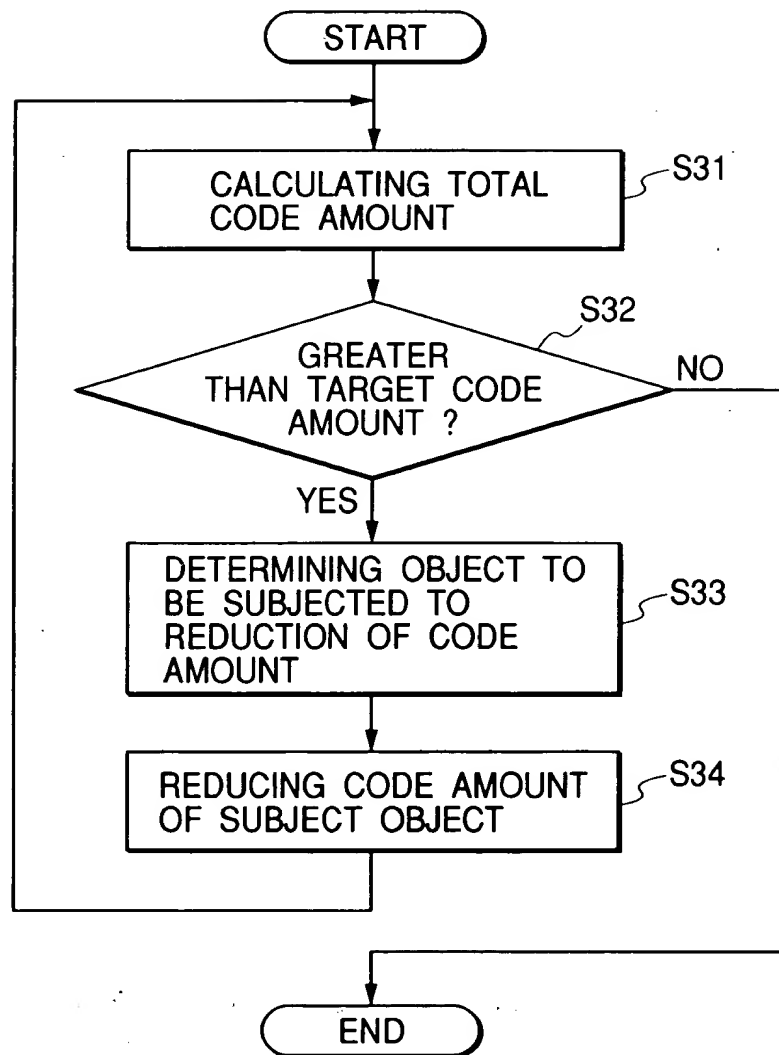 START
CALCULATING TOTAL
CODE AMOUNT
S31
GREATER
THAN TARGET CODE
AMOUNT ?
S32
NO
YES
DETERMINING OBJECT TO
BE SUBJECTED TO
REDUCTION OF CODE
AMOUNT
S33
REDUCING CODE AMOUNT
OF SUBJECT OBJECT
S34
END